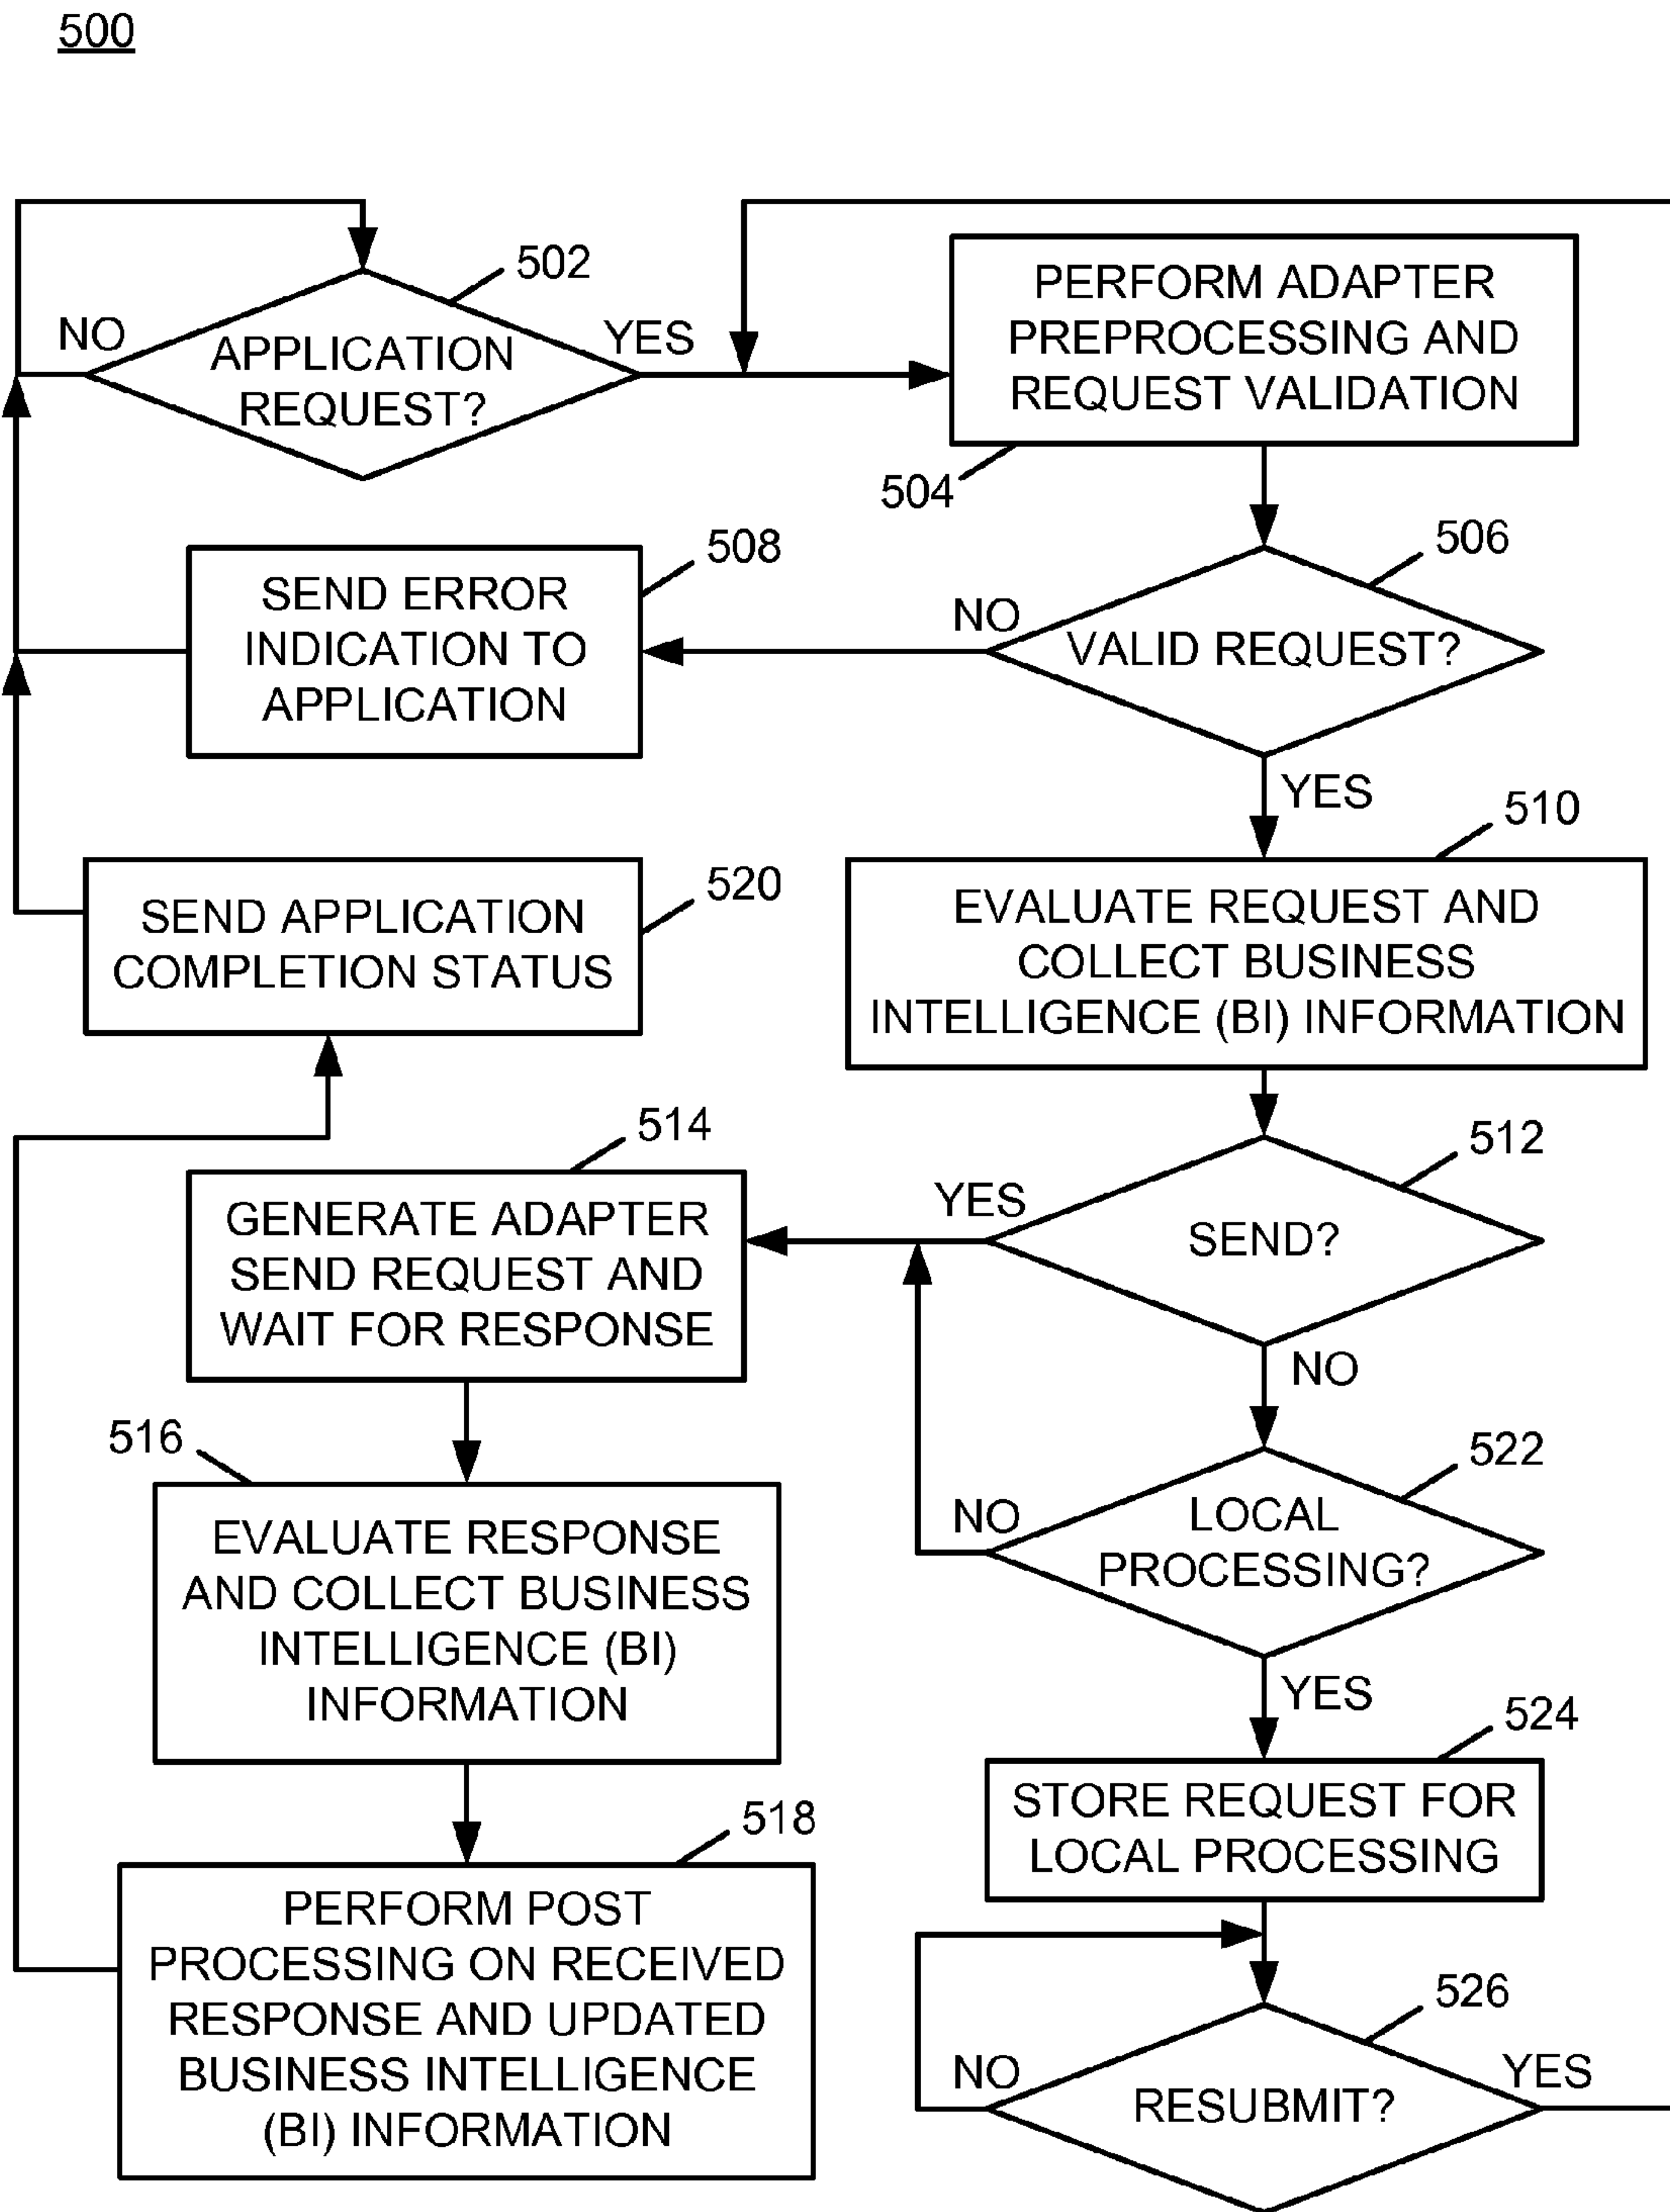 500
502
NO
APPLICATION
REQUEST?
YES
PERFORM ADAPTER
PREPROCESSING AND
REQUEST VALIDATION
504
506
NO
VALID REQUEST?
YES
508
SEND ERROR
INDICATION TO
APPLICATION
510
EVALUATE REQUEST AND
COLLECT BUSINESS
INTELLIGENCE (BI) INFORMATION
520
SEND APPLICATION
COMPLETION STATUS
512
YES
SEND?
NO
514
GENERATE ADAPTER
SEND REQUEST AND
WAIT FOR RESPONSE
522
NO
LOCAL
PROCESSING?
YES
516
EVALUATE RESPONSE
AND COLLECT BUSINESS
INTELLIGENCE (BI)
INFORMATION
524
STORE REQUEST FOR
LOCAL PROCESSING
518
PERFORM POST
PROCESSING ON RECEIVED
RESPONSE AND UPDATED
BUSINESS INTELLIGENCE
(BI) INFORMATION
526
NO
RESUBMIT?
YES